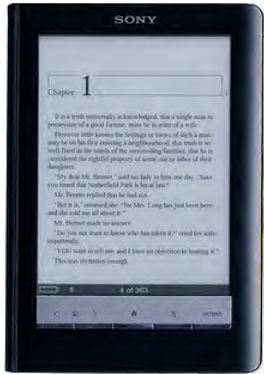 SONY
Chapter 1
It is a truth universally acknowledged, that a single man in
possession of a good fortune, must be in want of a wife.
However little known the feelings or views of such a man
may be on his first entering a neighbourhood, this truth is so
well fixed in the minds of the surrounding families, that he is
considered the rightful property of some one or other of their
daughters.
"My dear Mr. Bennet," said his lady to him one day, "have
you heard that Netherfield Park is let at last?"
Mr. Bennet replied that he had not.
"But it is," returned she; "for Mrs. Long has just been here,
and she told me all about it."
Mr. Bennet made no answer.
"Do you not want to know who has taken it?" cried his wife
impatiently.
"YOU want to tell me, and I have no objection to hearing it."
This was invitation enough.
4 of 363